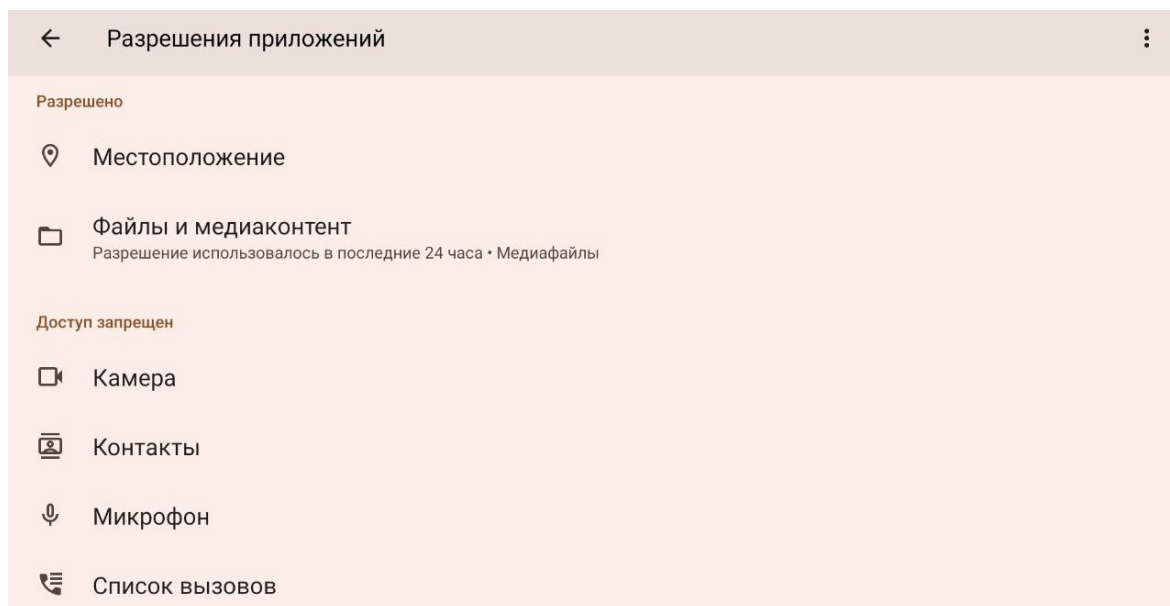 Разрешения приложений
Разрешено
Местоположение
Файлы и медиаконтент
Разрешение использовалось в последние 24 часа • Медиафайлы
Доступ запрещен
Камера
Контакты
Микрофон
Список вызовов